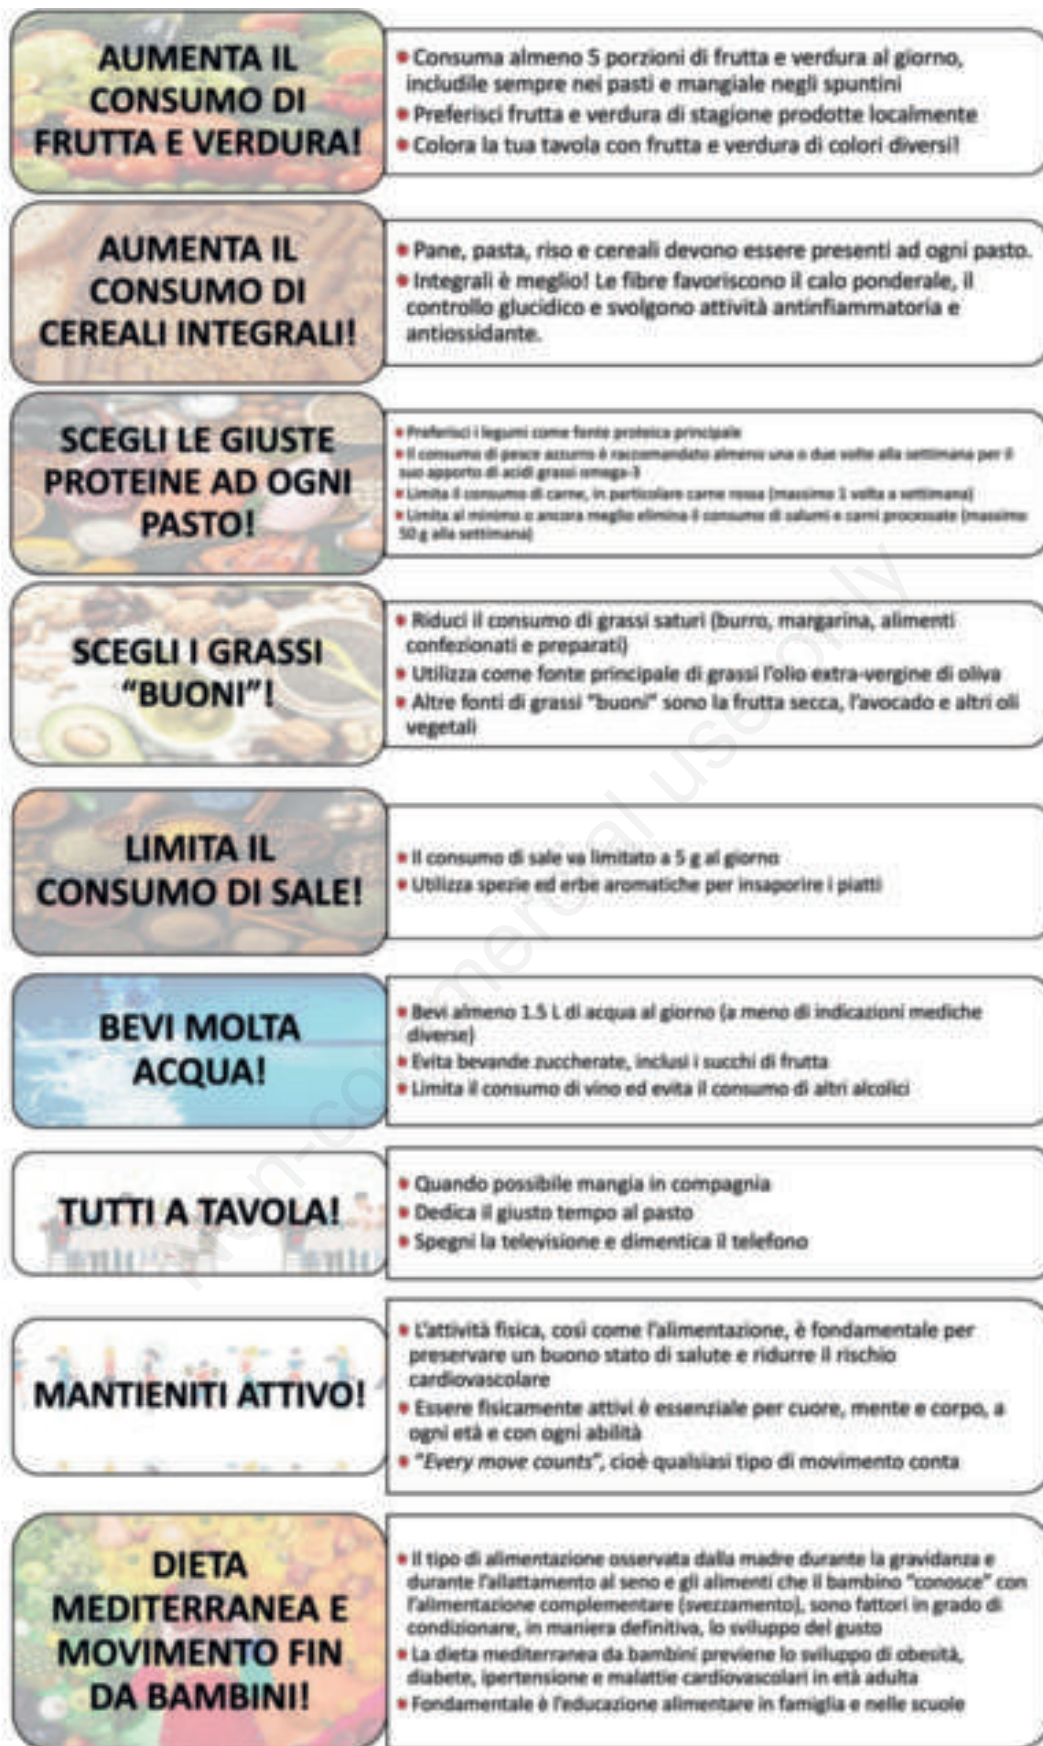 AUMENTA IL
CONSUMO DI
FRUTTA E VERDURA!
• Consuma almeno 5 porzioni di frutta e verdura al giorno,
includile sempre nei pasti e mangiale negli spuntini
• Preferisci frutta e verdura di stagione prodotte localmente
• Colora la tua tavola con frutta e verdura di colori diversi!
AUMENTA IL
CONSUMO DI
CEREALI INTEGRALI!
• Pane, pasta, riso e cereali devono essere presenti ad ogni pasto.
• Integrali è meglio! Le fibre favoriscono il calo ponderale, il
controllo glucidico e svolgono attività antinfiammatoria e
antiossidante.
SCEGLI LE GIUSTE
PROTEINE AD OGNI
PASTO!
• Preferisci i legumi come fonte proteica principale
• Il consumo di pesce azzurro è raccomandato almeno una o due volte alla settimana per il
suo apporto di acidi grassi omega-3
• Limita il consumo di carne, in particolare carne rossa (massimo 1 volta a settimana)
• Limita al minimo o ancora meglio elimina il consumo di salumi e carni processate (massimo
50 g alla settimana)
SCEGLI I GRASSI
“BUONI”!
• Riduci il consumo di grassi saturi (burro, margarina, alimenti
confezionati e preparati)
• Utilizza come fonte principale di grassi l’olio extra-vergine di oliva
• Altre fonti di grassi “buoni” sono la frutta secca, l’avocado e altri oli
vegetali
LIMITA IL
CONSUMO DI SALE!
• Il consumo di sale va limitato a 5 g al giorno
• Utilizza spezie ed erbe aromatiche per insaporire i piatti
BEVI MOLTA
ACQUA!
• Bevi almeno 1.5 L di acqua al giorno (a meno di indicazioni mediche
diverse)
• Evita bevande zuccherate, inclusi i succhi di frutta
• Limita il consumo di vino ed evita il consumo di altri alcolici
TUTTI A TAVOLA!
• Quando possibile mangia in compagnia
• Dedica il giusto tempo al pasto
• Spegni la televisione e dimentica il telefono
MANTIENITI ATTIVO!
• L’attività fisica, così come l’alimentazione, è fondamentale per
preservare un buono stato di salute e ridurre il rischio
cardiovascolare
• Essere fisicamente attivi è essenziale per cuore, mente e corpo, a
ogni età e con ogni abilità
• “Every move counts”, cioè qualsiasi tipo di movimento conta
DIETA
MEDITERRANEA E
MOVIMENTO FIN
DA BAMBINI!
• Il tipo di alimentazione osservata dalla madre durante la gravidanza e
durante l’allattamento al seno e gli alimenti che il bambino “conosce” con
l’alimentazione complementare (svezzamento), sono fattori in grado di
condizionare, in maniera definitiva, lo sviluppo del gusto
• La dieta mediterranea da bambini previene lo sviluppo di obesità,
diabete, ipertensione e malattie cardiovascolari in età adulta
• Fondamentale è l’educazione alimentare in famiglia e nelle scuole
Non-commercial use only